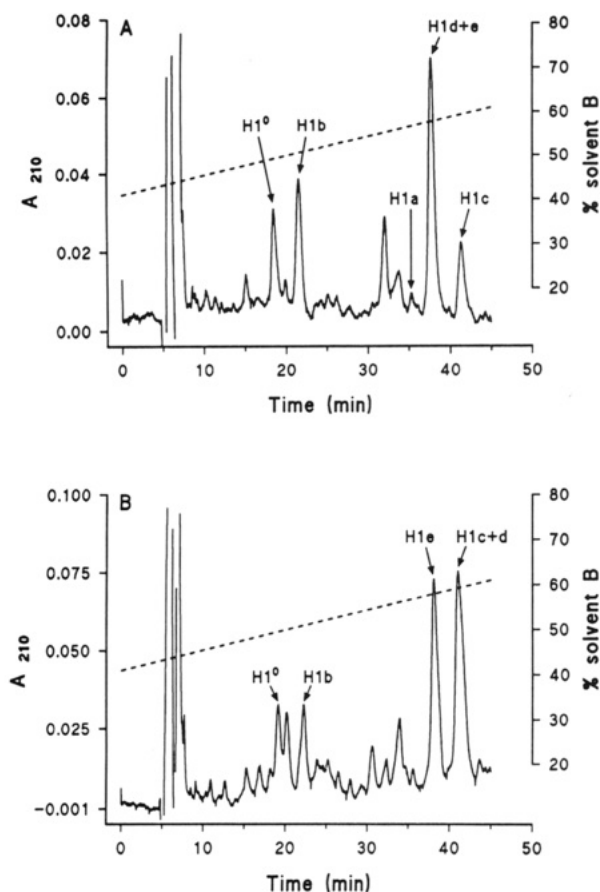 A
0.08
0.06
0.04
0.02
0.00
A 210
80
70
60
50
40
30
20
% solvent B
H1d+e
H1°
H1b
H1a
H1c
0
10
20
30
40
50
Time (min)
B
0.100
0.075
0.050
0.025
-0.001
A 210
80
70
60
50
40
30
20
% solvent B
H1e
H1c+d
H1°
H1b
0
10
20
30
40
50
Time (min)